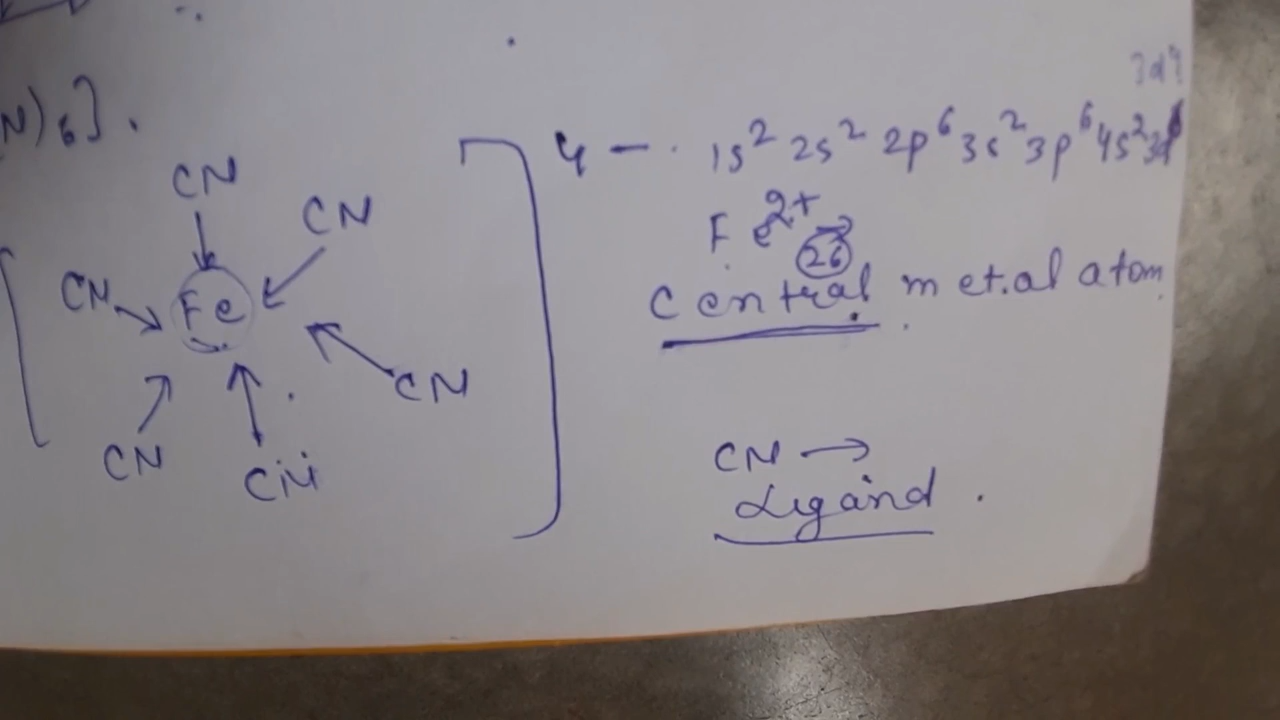 N)6].
CN
CN
CN
Fe
CN
CN
CN
4 -
1s2 2s2 2p6 3s2 3p6 4s2 3d
Fe2+
26
Central metal atom
CN →
Ligand.